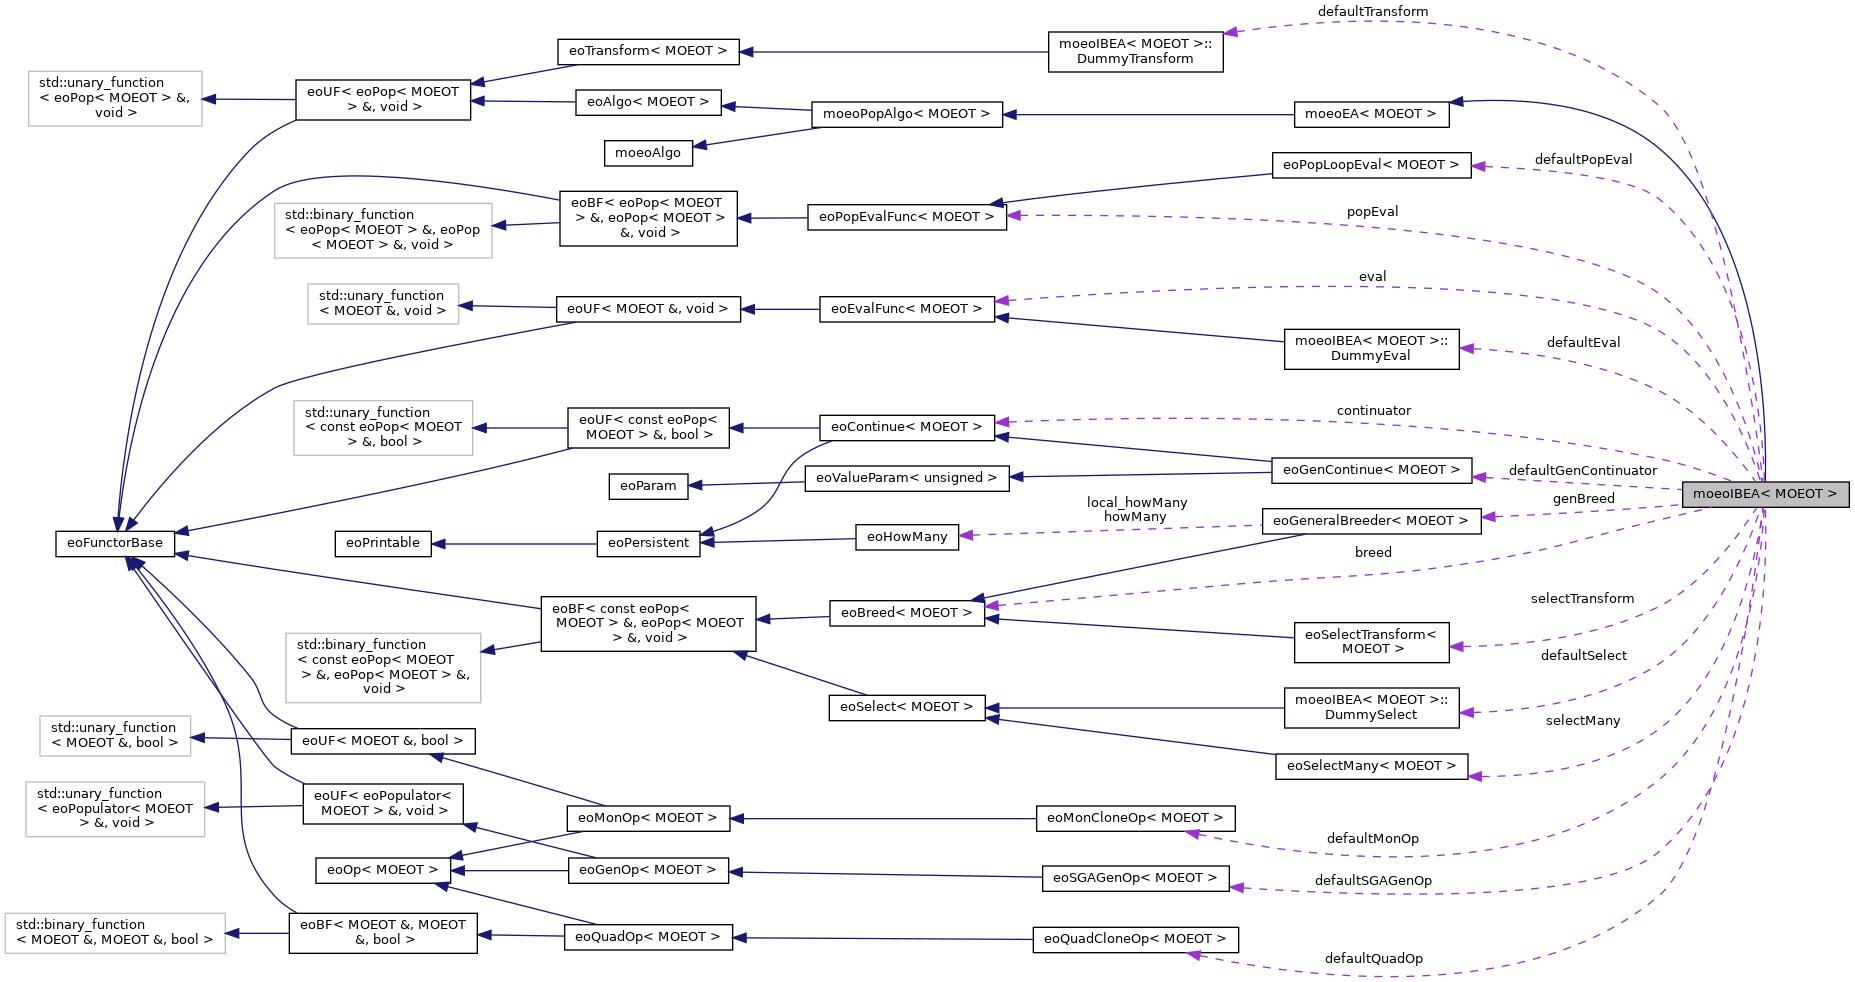 defaultTransform
eoTransform< MOEOT >
moeoIBEA< MOEOT >::
DummyTransform
std::unary_function
< eoPop< MOEOT > &,
void >
eoUF< eoPop< MOEOT
> &, void >
eoAlgo< MOEOT >
moeoPopAlgo< MOEOT >
moeoEA< MOEOT >
moeoAlgo
eoPopLoopEval< MOEOT >
defaultPopEval
eoBF< eoPop< MOEOT
> &, eoPop< MOEOT >
&, void >
std::binary_function
< eoPop< MOEOT > &, eoPop
< MOEOT > &, void >
eoPopEvalFunc< MOEOT >
popEval
eval
std::unary_function
< MOEOT &, void >
eoUF< MOEOT &, void >
eoEvalFunc< MOEOT >
moeoIBEA< MOEOT >::
DummyEval
defaultEval
std::unary_function
< const eoPop< MOEOT
> &, bool >
eoUF< const eoPop<
MOEOT > &, bool >
eoContinue< MOEOT >
continuator
eoParam
eoValueParam< unsigned >
eoGenContinue< MOEOT >
defaultGenContinuator
moeoIBEA< MOEOT >
genBreed
local_howMany
howMany
eoGeneralBreeder< MOEOT >
eoFunctorBase
eoPrintable
eoPersistent
eoHowMany
breed
eoBF< const eoPop<
MOEOT > &, eoPop< MOEOT
> &, void >
eoBreed< MOEOT >
selectTransform
std::binary_function
< const eoPop< MOEOT
> &, eoPop< MOEOT > &,
void >
eoSelectTransform<
MOEOT >
defaultSelect
eoSelect< MOEOT >
moeoIBEA< MOEOT >::
DummySelect
selectMany
std::unary_function
< MOEOT &, bool >
eoUF< MOEOT &, bool >
eoSelectMany< MOEOT >
std::unary_function
< eoPopulator< MOEOT
> &, void >
eoUF< eoPopulator<
MOEOT > &, void >
eoMonOp< MOEOT >
eoMonCloneOp< MOEOT >
defaultMonOp
eoOp< MOEOT >
eoGenOp< MOEOT >
eoSGAGenOp< MOEOT >
defaultSGAGenOp
std::binary_function
< MOEOT &, MOEOT &, bool >
eoBF< MOEOT &, MOEOT
&, bool >
eoQuadOp< MOEOT >
eoQuadCloneOp< MOEOT >
defaultQuadOp